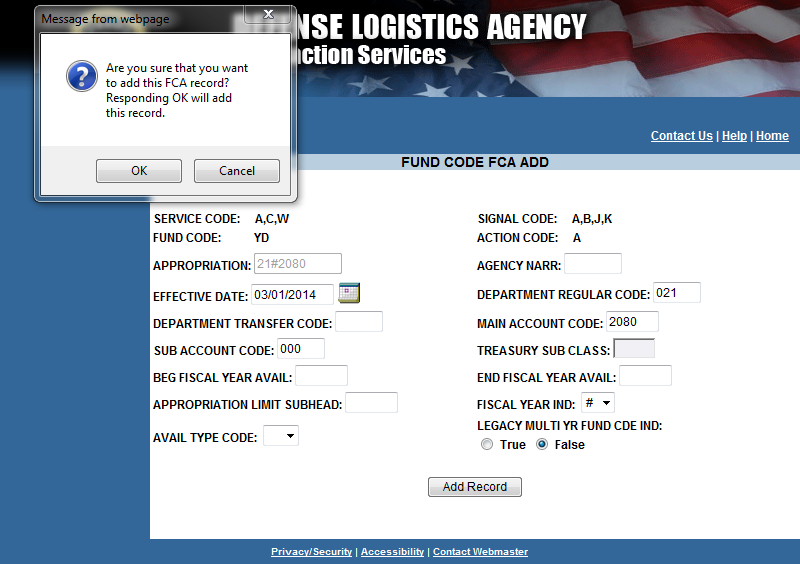 Message from webpage
Are you sure that you want
to add this FCA record?
Responding OK will add
this record.
OK Cancel
NSE LOGISTICS AGENCY
action Services
Contact Us | Help | Home
FUND CODE FCA ADD
SERVICE CODE: A,C,W SIGNAL CODE: A,B,J,K
FUND CODE: YD ACTION CODE: A
APPROPRIATION: 21#2080 AGENCY NARR:
EFFECTIVE DATE: 03/01/2014 DEPARTMENT REGULAR CODE: 021
DEPARTMENT TRANSFER CODE: MAIN ACCOUNT CODE: 2080
SUB ACCOUNT CODE: 000 TREASURY SUB CLASS:
BEG FISCAL YEAR AVAIL: END FISCAL YEAR AVAIL:
APPROPRIATION LIMIT SUBHEAD: FISCAL YEAR IND: #
AVAIL TYPE CODE: LEGACY MULTI YR FUND CDE IND:
True False
Add Record
Privacy/Security | Accessibility | Contact Webmaster